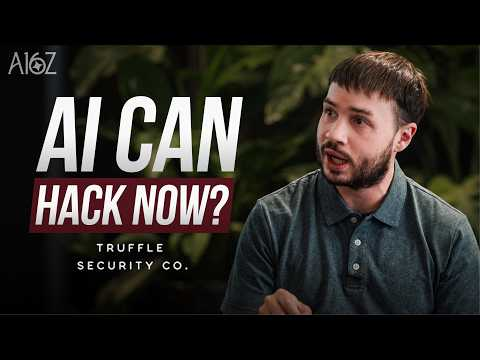 A16Z
AI CAN
HACK NOW?
TRUFFLE
SECURITY CO.